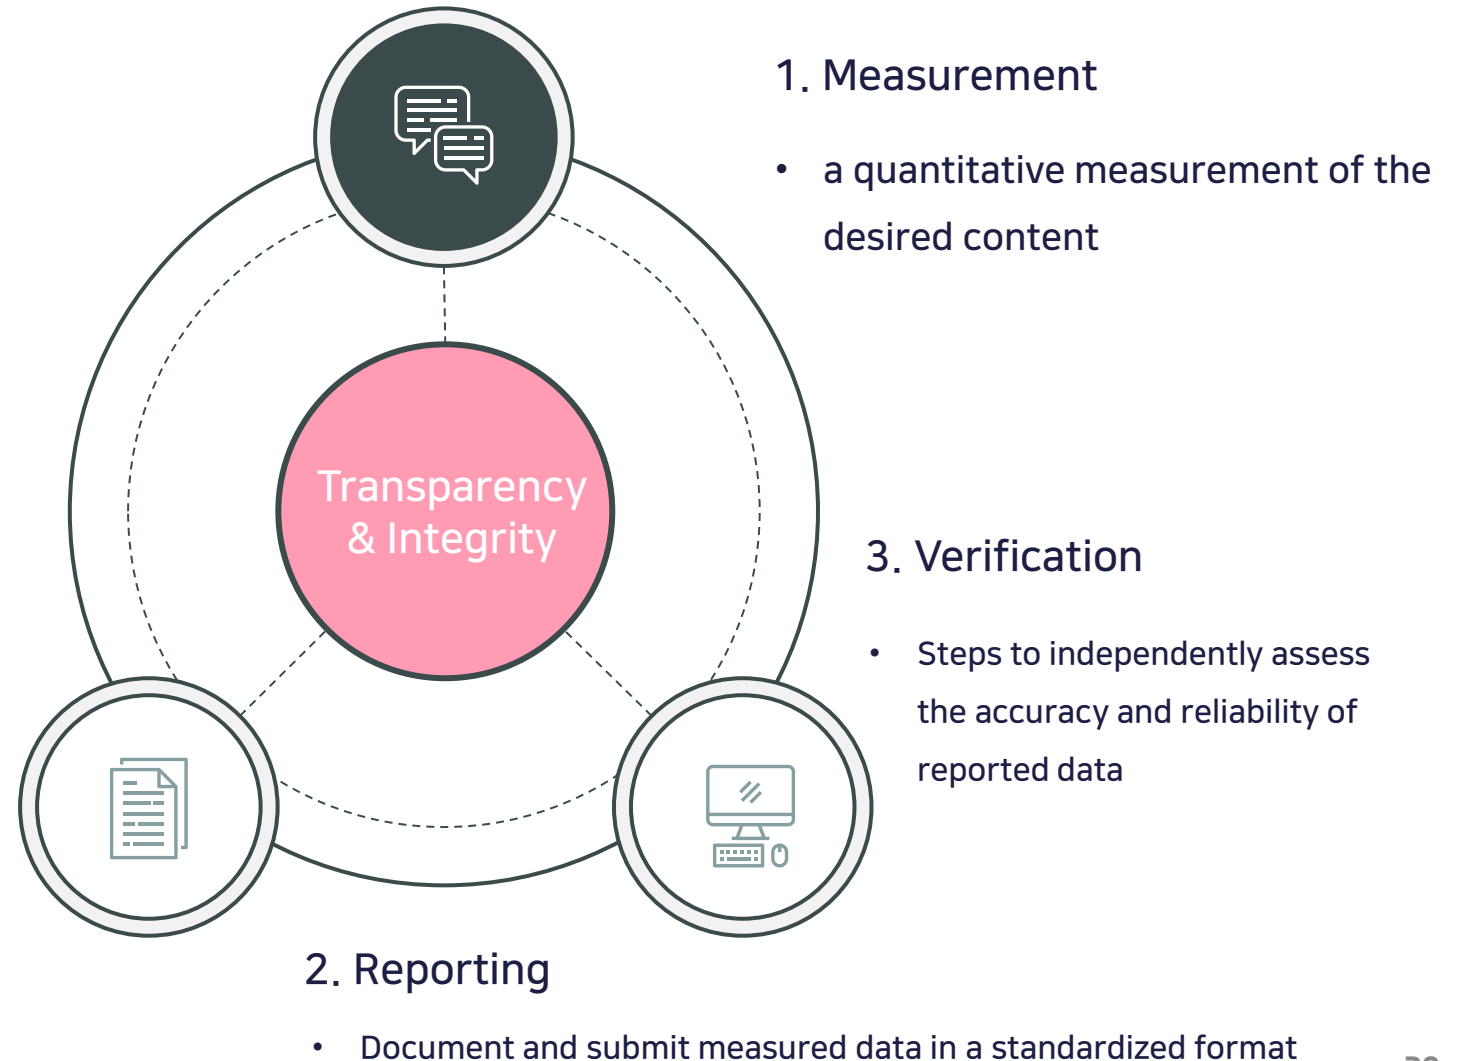 1. Measurement
• a quantitative measurement of the
desired content
Transparency
& Integrity
3. Verification
• Steps to independently assess
the accuracy and reliability of
reported data
2. Reporting
• Document and submit measured data in a standardized format